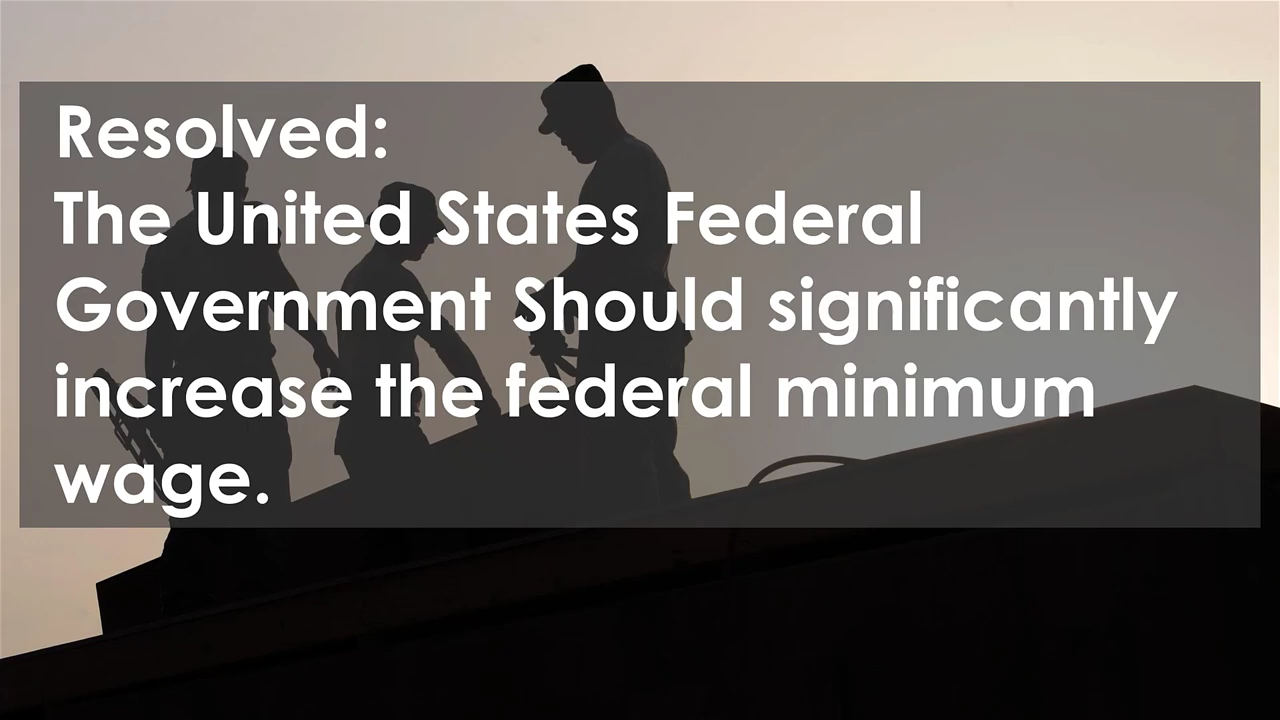 Resolved:
The United States Federal
Government Should significantly
increase the federal minimum
wage.